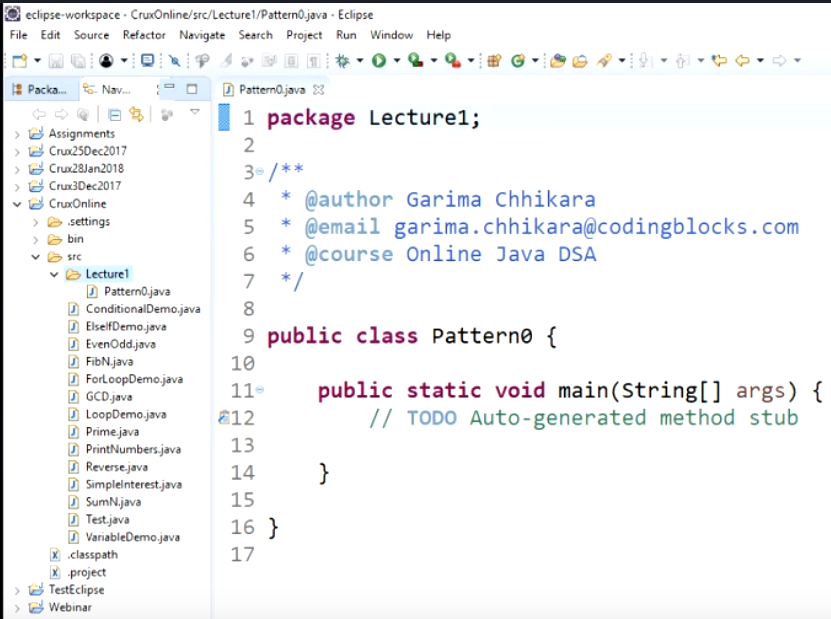 eclipse-workspace - CruxOnline/src/Lecture1/Pattern0.java - Eclipse
File Edit Source Refactor Navigate Search Project Run Window Help
Packa... Nav...
Assignments
Crux25Dec2017
Crux28Jan2018
Crux3Dec2017
CruxOnline
.settings
bin
src
Lecture1
Pattern0.java
ConditionalDemo.java
ElseIfDemo.java
EvenOdd.java
FibN.java
ForLoopDemo.java
GCD.java
LoopDemo.java
Prime.java
PrintNumbers.java
Reverse.java
SimpleInterest.java
SumN.java
Test.java
VariableDemo.java
.classpath
.project
TestEclipse
Webinar
Pattern0.java
1 package Lecture1;
2
3 /**
4 * @author Garima Chhikara
5 * @email garima.chhikara@codingblocks.com
6 * @course Online Java DSA
7 */
8
9 public class Pattern0 {
10
11 public static void main(String[] args) {
12 // TODO Auto-generated method stub
13
14 }
15
16 }
17